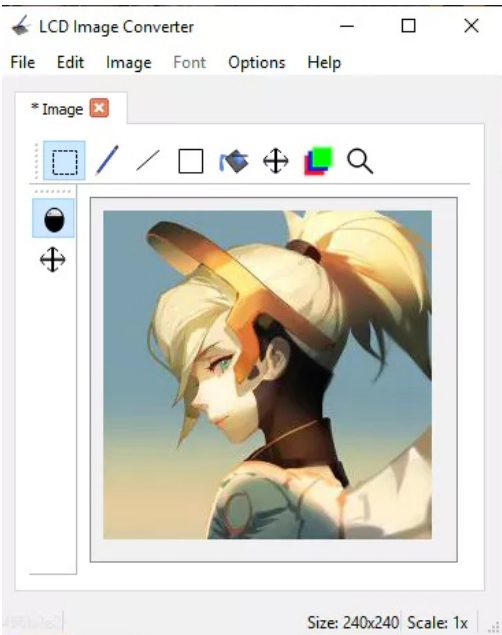 LCD Image Converter
File Edit Image Font Options Help
* Image
Size: 240x240 Scale: 1x